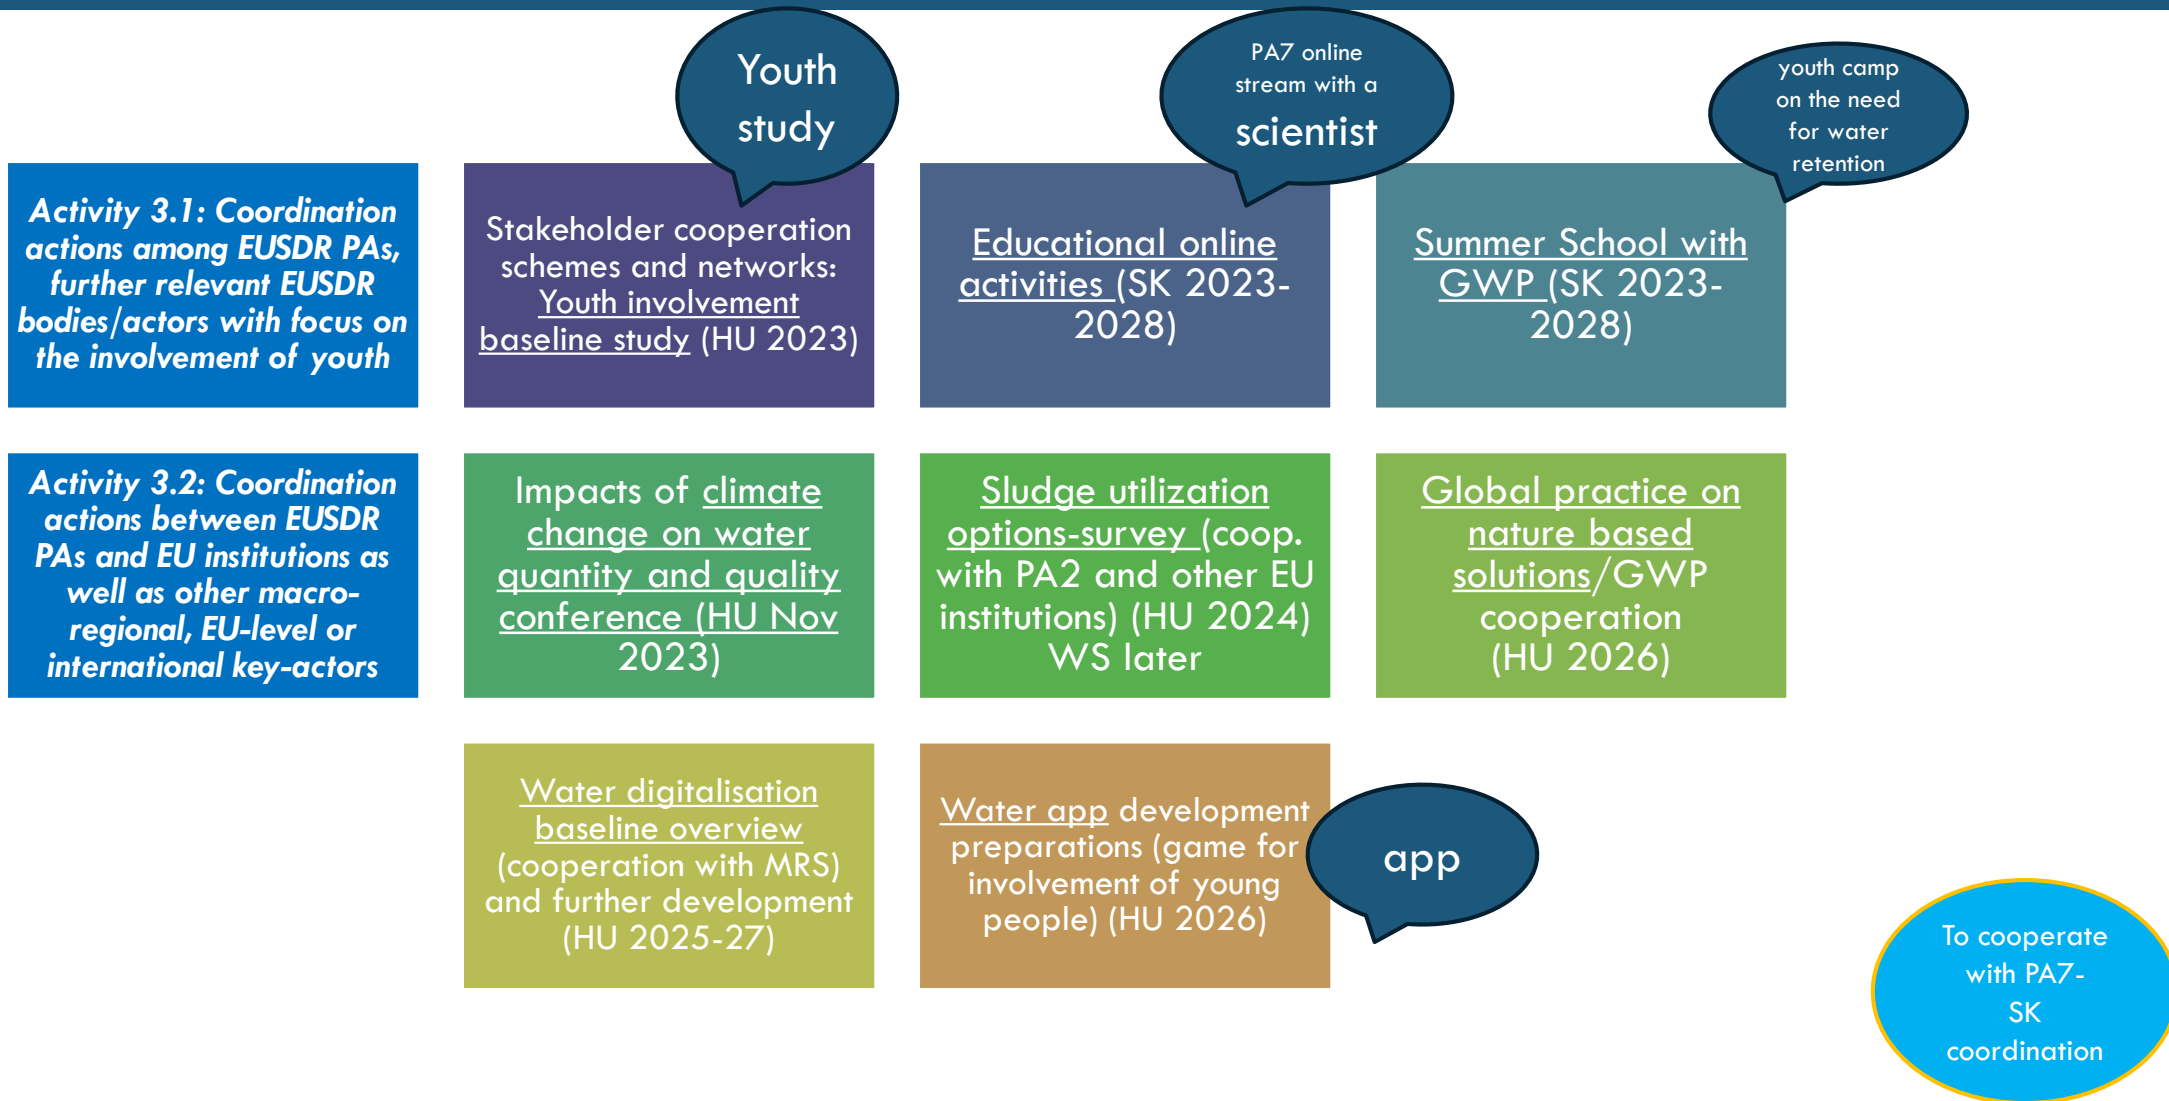 Youth
study
PA7 online
stream with a
scientist
youth camp
on the need
for water
retention
Activity 3.1: Coordination
actions among EUSDR PAs,
further relevant EUSDR
bodies/actors with focus on
the involvement of youth
Stakeholder cooperation
schemes and networks:
Youth involvement
baseline study (HU 2023)
Educational online
activities (SK 2023-
2028)
Summer School with
GWP (SK 2023-
2028)
Activity 3.2: Coordination
actions between EUSDR
PAs and EU institutions as
well as other macro-
regional, EU-level or
international key-actors
Impacts of climate
change on water
quantity and quality
conference (HU Nov
2023)
Sludge utilization
options-survey (coop.
with PA2 and other EU
institutions) (HU 2024)
WS later
Global practice on
nature based
solutions/GWP
cooperation
(HU 2026)
Water digitalisation
baseline overview
(cooperation with MRS)
and further development
(HU 2025-27)
Water app development
preparations (game for
involvement of young
people) (HU 2026)
app
To cooperate
with PA7-
SK
coordination